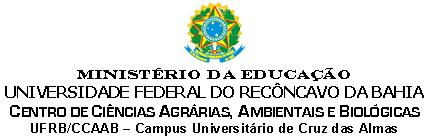 MINISTÉRIO DA EDUCAÇÃO
UNIVERSIDADE FEDERAL DO RECÔNCAVO DA BAHIA
CENTRO DE CIÊNCIAS AGRÁRIAS, AMBIENTAIS E BIOLÓGICAS
UFRB/CCAAB – Campus Universitário de Cruz das Almas